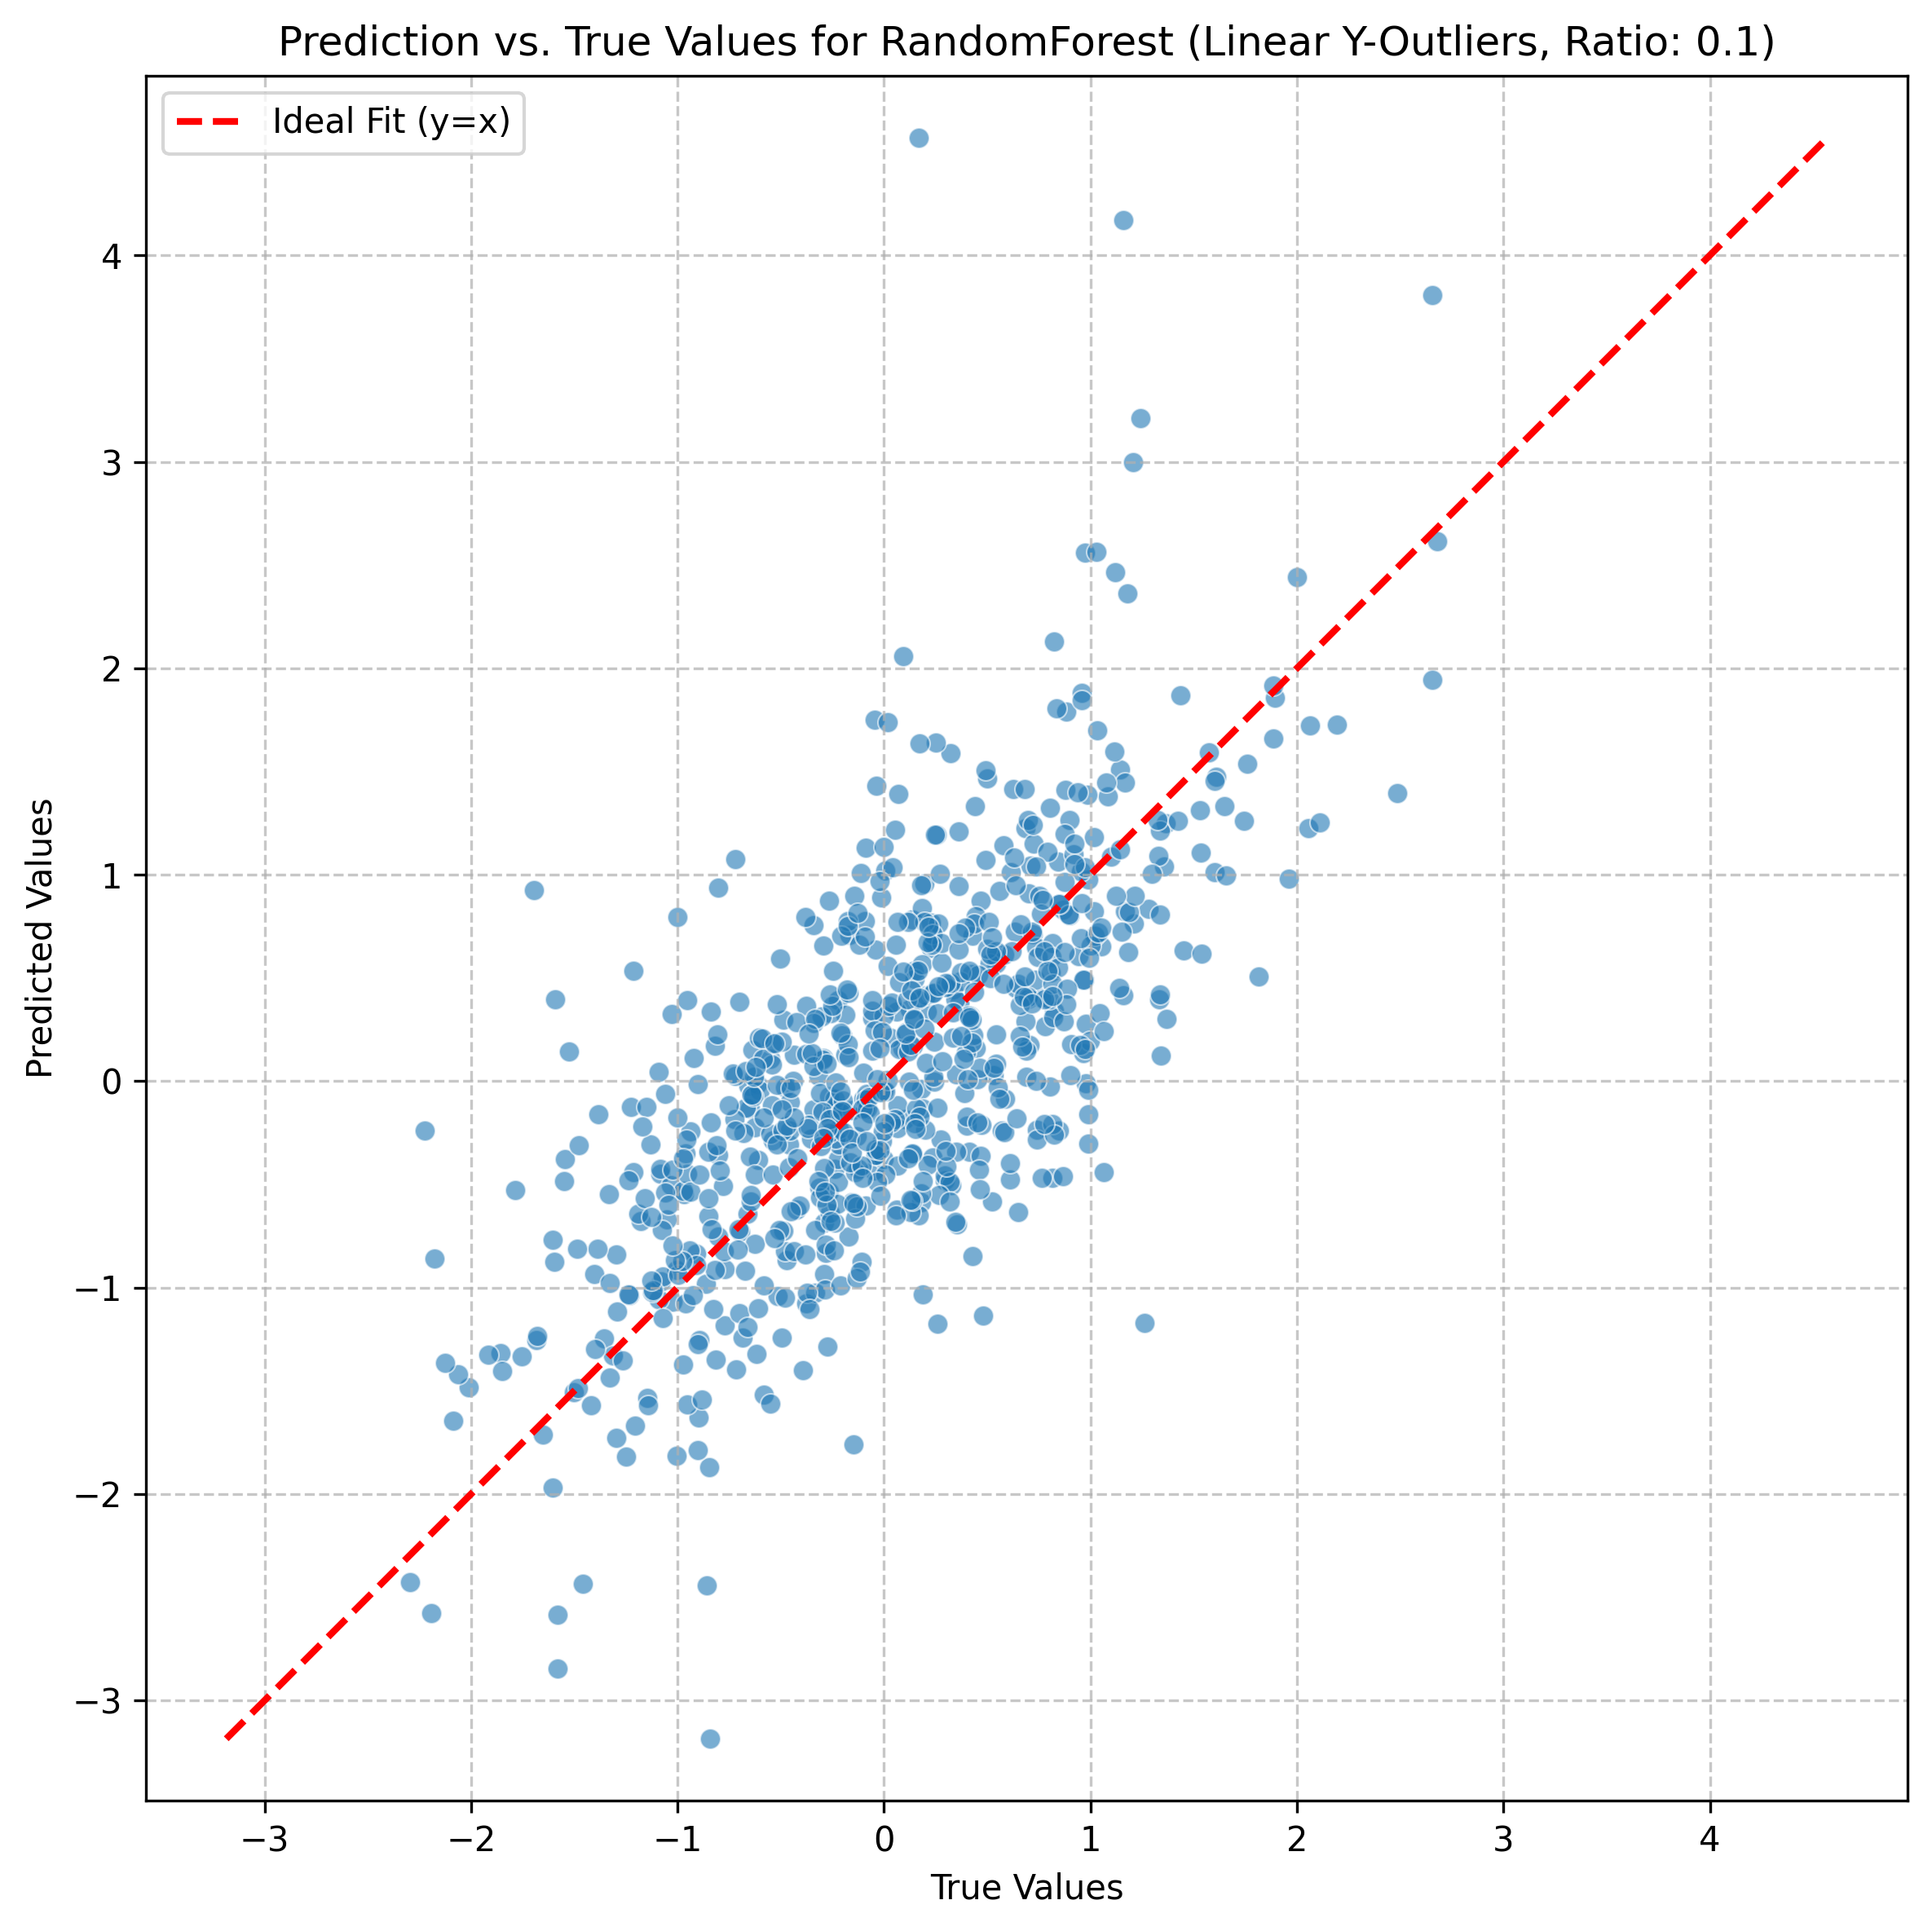 Prediction vs. True Values for RandomForest (Linear Y-Outliers, Ratio: 0.1)
Ideal Fit (y=x)
Predicted Values
4
3
2
1
0
−1
−2
−3
−3 −2 −1 0 1 2 3 4
True Values